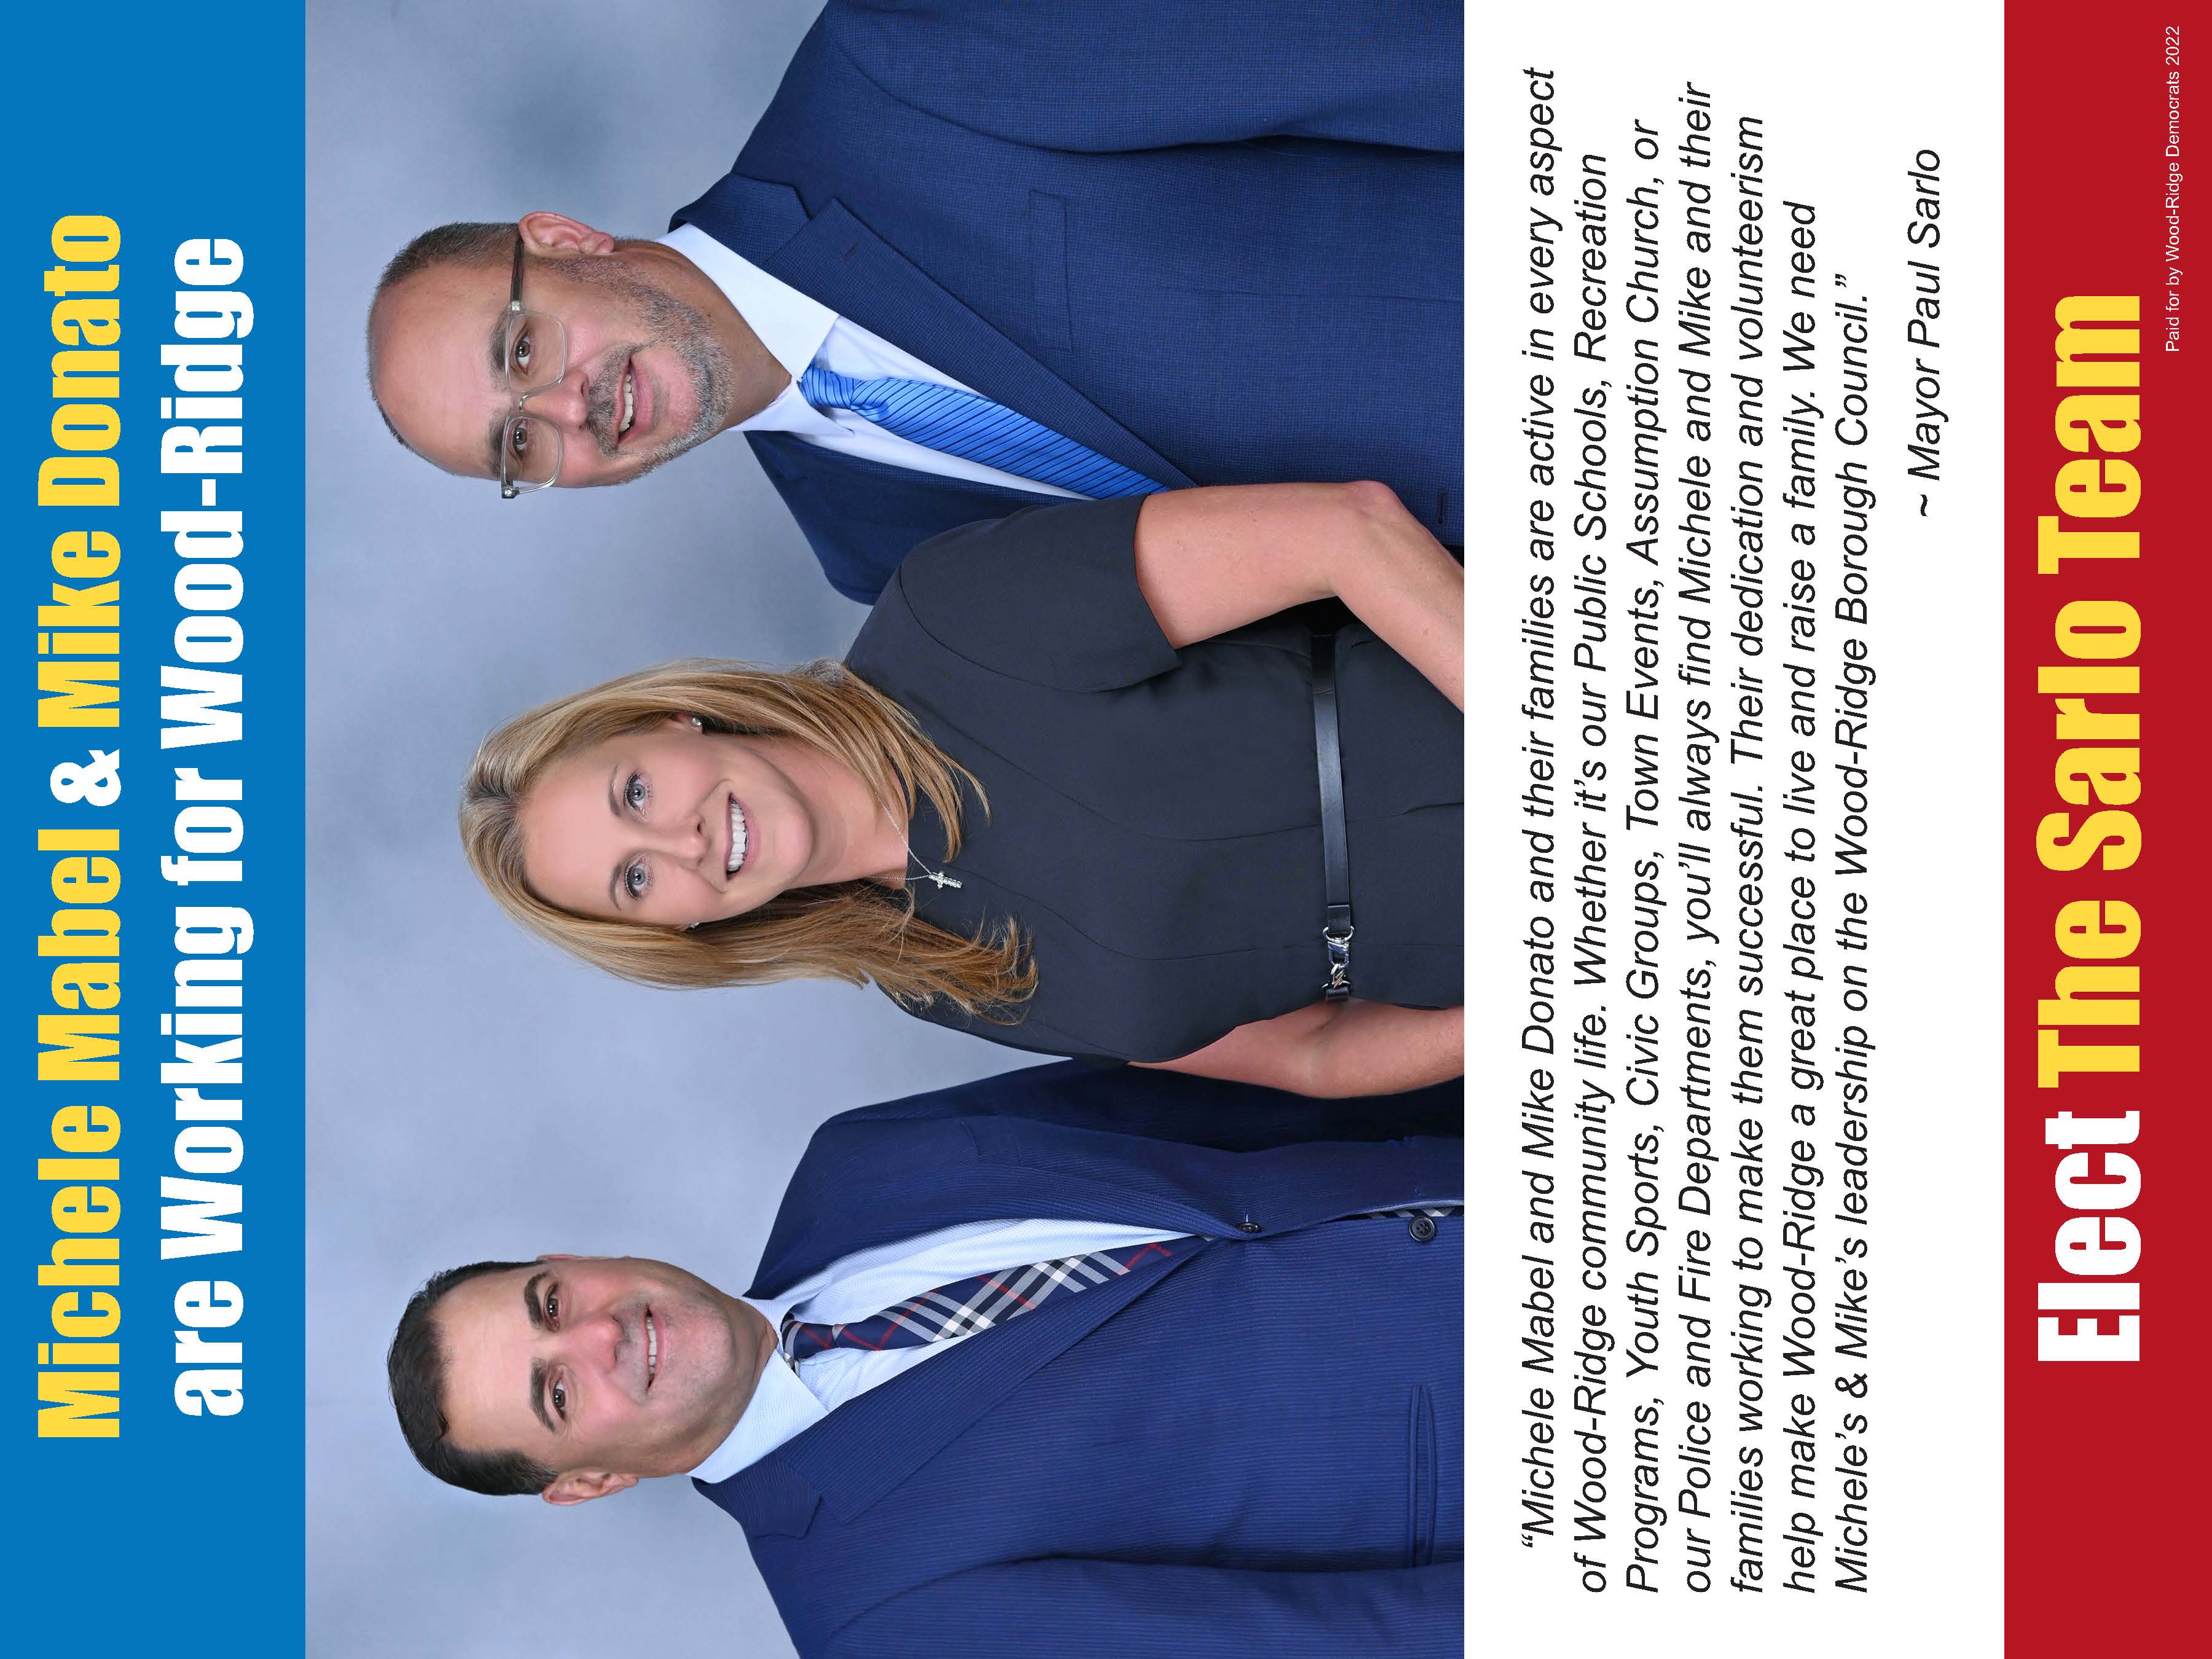 Michele Mabel & Mike Donato
are Working for Wood-Ridge
“Michele Mabel and Mike Donato and their families are active in every aspect
of Wood-Ridge community life. Whether it’s our Public Schools, Recreation
Programs, Youth Sports, Civic Groups, Town Events, Assumption Church, or
our Police and Fire Departments, you’ll always find Michele and Mike and their
families working to make them successful. Their dedication and volunteerism
help make Wood-Ridge a great place to live and raise a family. We need
Michele’s & Mike’s leadership on the Wood-Ridge Borough Council.”
~ Mayor Paul Sarlo
Elect The Sarlo Team
Paid for by Wood-Ridge Democrats 2022